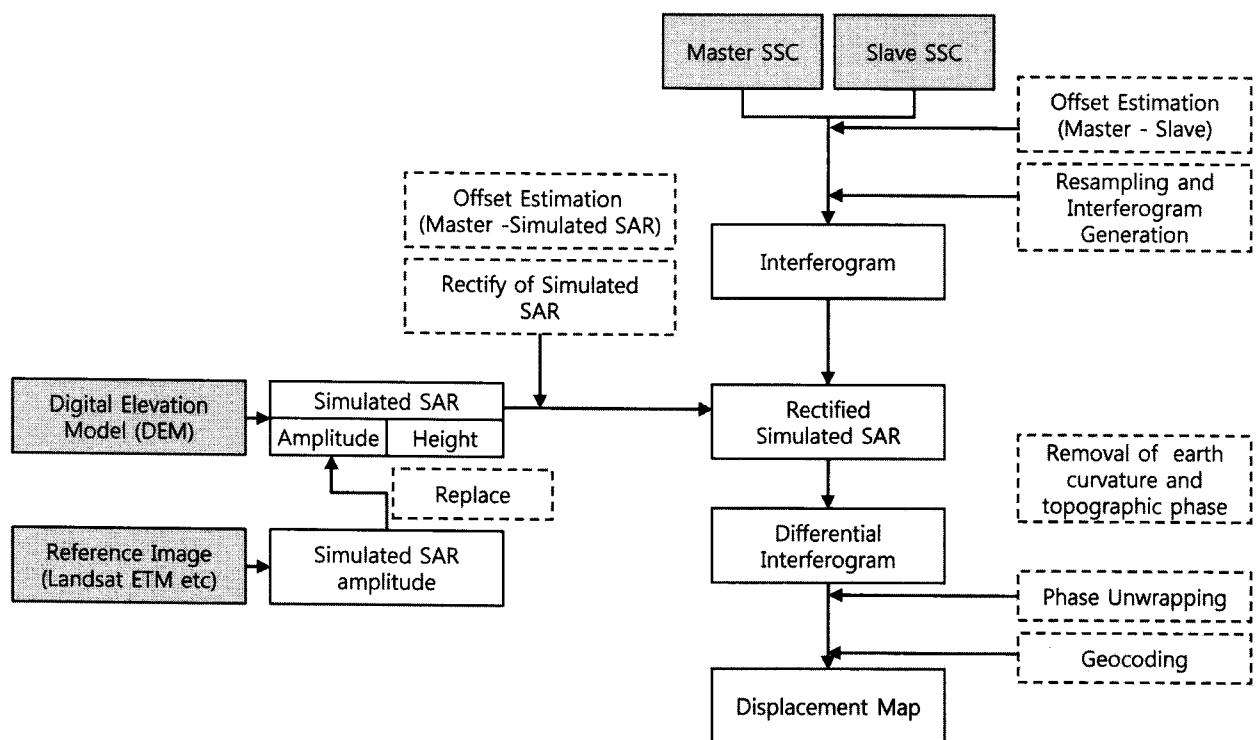 Master SSC
Slave SSC
Offset Estimation
(Master - Slave)
Resampling and
Interferogram
Generation
Offset Estimation
(Master -Simulated SAR)
Rectify of Simulated
SAR
Interferogram
Digital Elevation
Model (DEM)
Simulated SAR
Amplitude
Height
Rectified
Simulated SAR
Replace
Removal of earth
curvature and
topographic phase
Reference Image
(Landsat ETM etc)
Simulated SAR
amplitude
Differential
Interferogram
Phase Unwrapping
Geocoding
Displacement Map